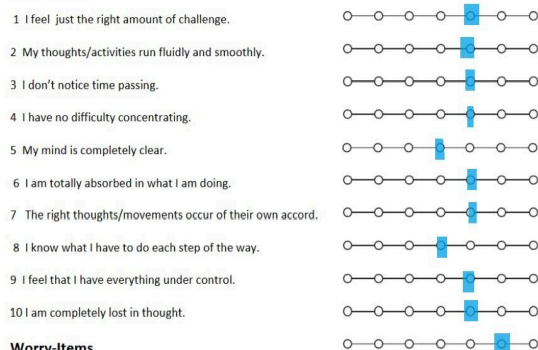 1 I feel just the right amount of challenge.
2 My thoughts/activities run fluidly and smoothly.
3 I don't notice time passing.
4 I have no difficulty concentrating.
5 My mind is completely clear.
6 I am totally absorbed in what I am doing.
7 The right thoughts/movements occur of their own accord.
8 I know what I have to do each step of the way.
9 I feel that I have everything under control.
10 I am completely lost in thought.
Worry-Items